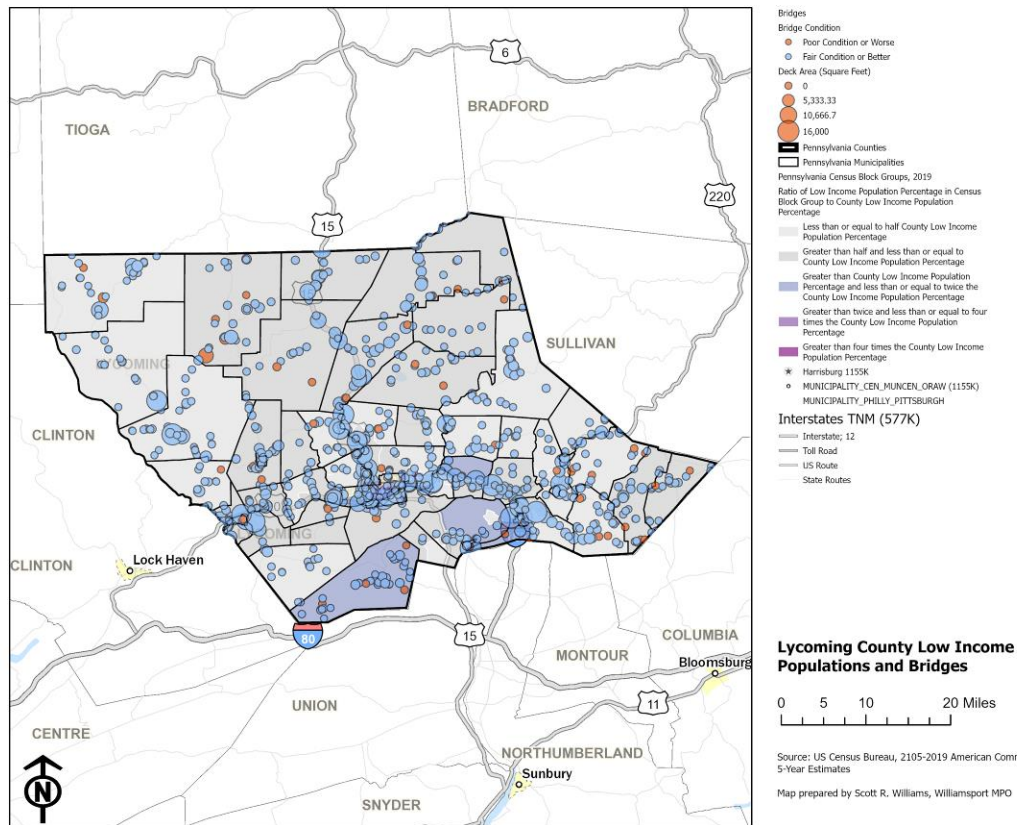 6
BRADFORD
TIOGA
220
15
SULLIVAN
LYCOMING
CLINTON
LYCOMING
CLINTON
Lock Haven
80
15
COLUMBIA
MONTOUR
Bloomsburg
UNION
11
CENTRE
NORTHUMBERLAND
Sunbury
SNYDER
N
Bridges
Bridge Condition
Poor Condition or Worse
Fair Condition or Better
Deck Area (Square Feet)
0
5,333.33
10,666.7
16,000
Pennsylvania Counties
Pennsylvania Municipalities
Pennsylvania Census Block Groups, 2019
Ratio of Low Income Population Percentage in Census
Block Group to County Low Income Population
Percentage
Less than or equal to half County Low Income
Population Percentage
Greater than half and less than or equal to
County Low Income Population Percentage
Greater than County Low Income Population
Percentage and less than or equal to twice the
County Low Income Population Percentage
Greater than twice and less than or equal to four
times the County Low Income Population
Percentage
Greater than four times the County Low Income
Population Percentage
Harrisburg 1155K
MUNICIPALITY_CEN_MUNCEN_ORAW (1155K)
MUNICIPALITY_PHILLY_PITTSBURGH
Interstates TNM (577K)
Interstate; 12
Toll Road
US Route
State Routes
Lycoming County Low Income
Populations and Bridges
0 5 10 20 Miles
Source: US Census Bureau, 2105-2019 American Comm
5-Year Estimates
Map prepared by Scott R. Williams, Williamsport MPO